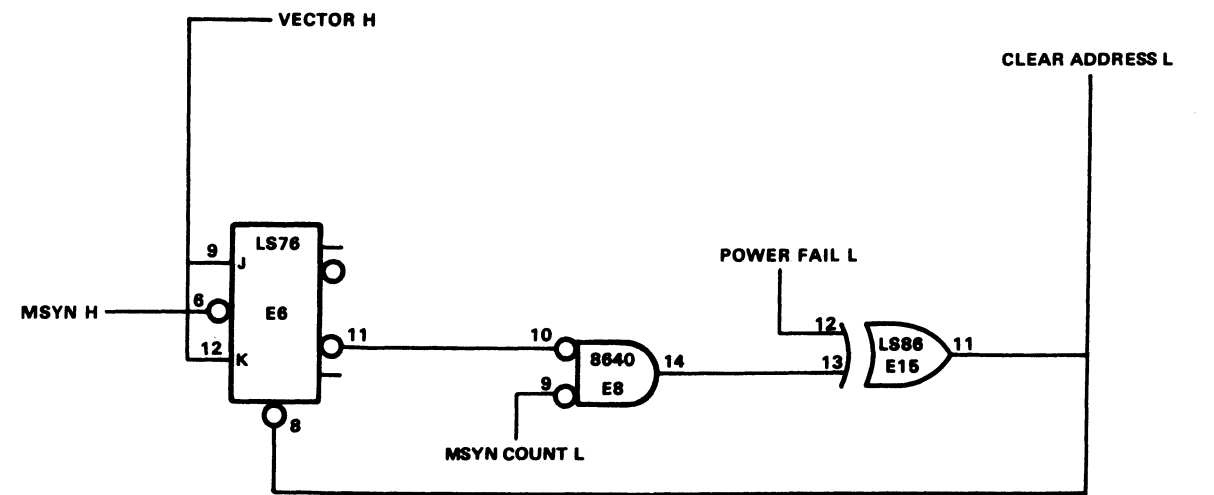 VECTOR H
CLEAR ADDRESS L
9
LS76
J
POWER FAIL L
MSYN H
6
E6
12
11
10
12
LS86
11
12
K
8640
14
13
E15
9
E8
8
MSYN COUNT L